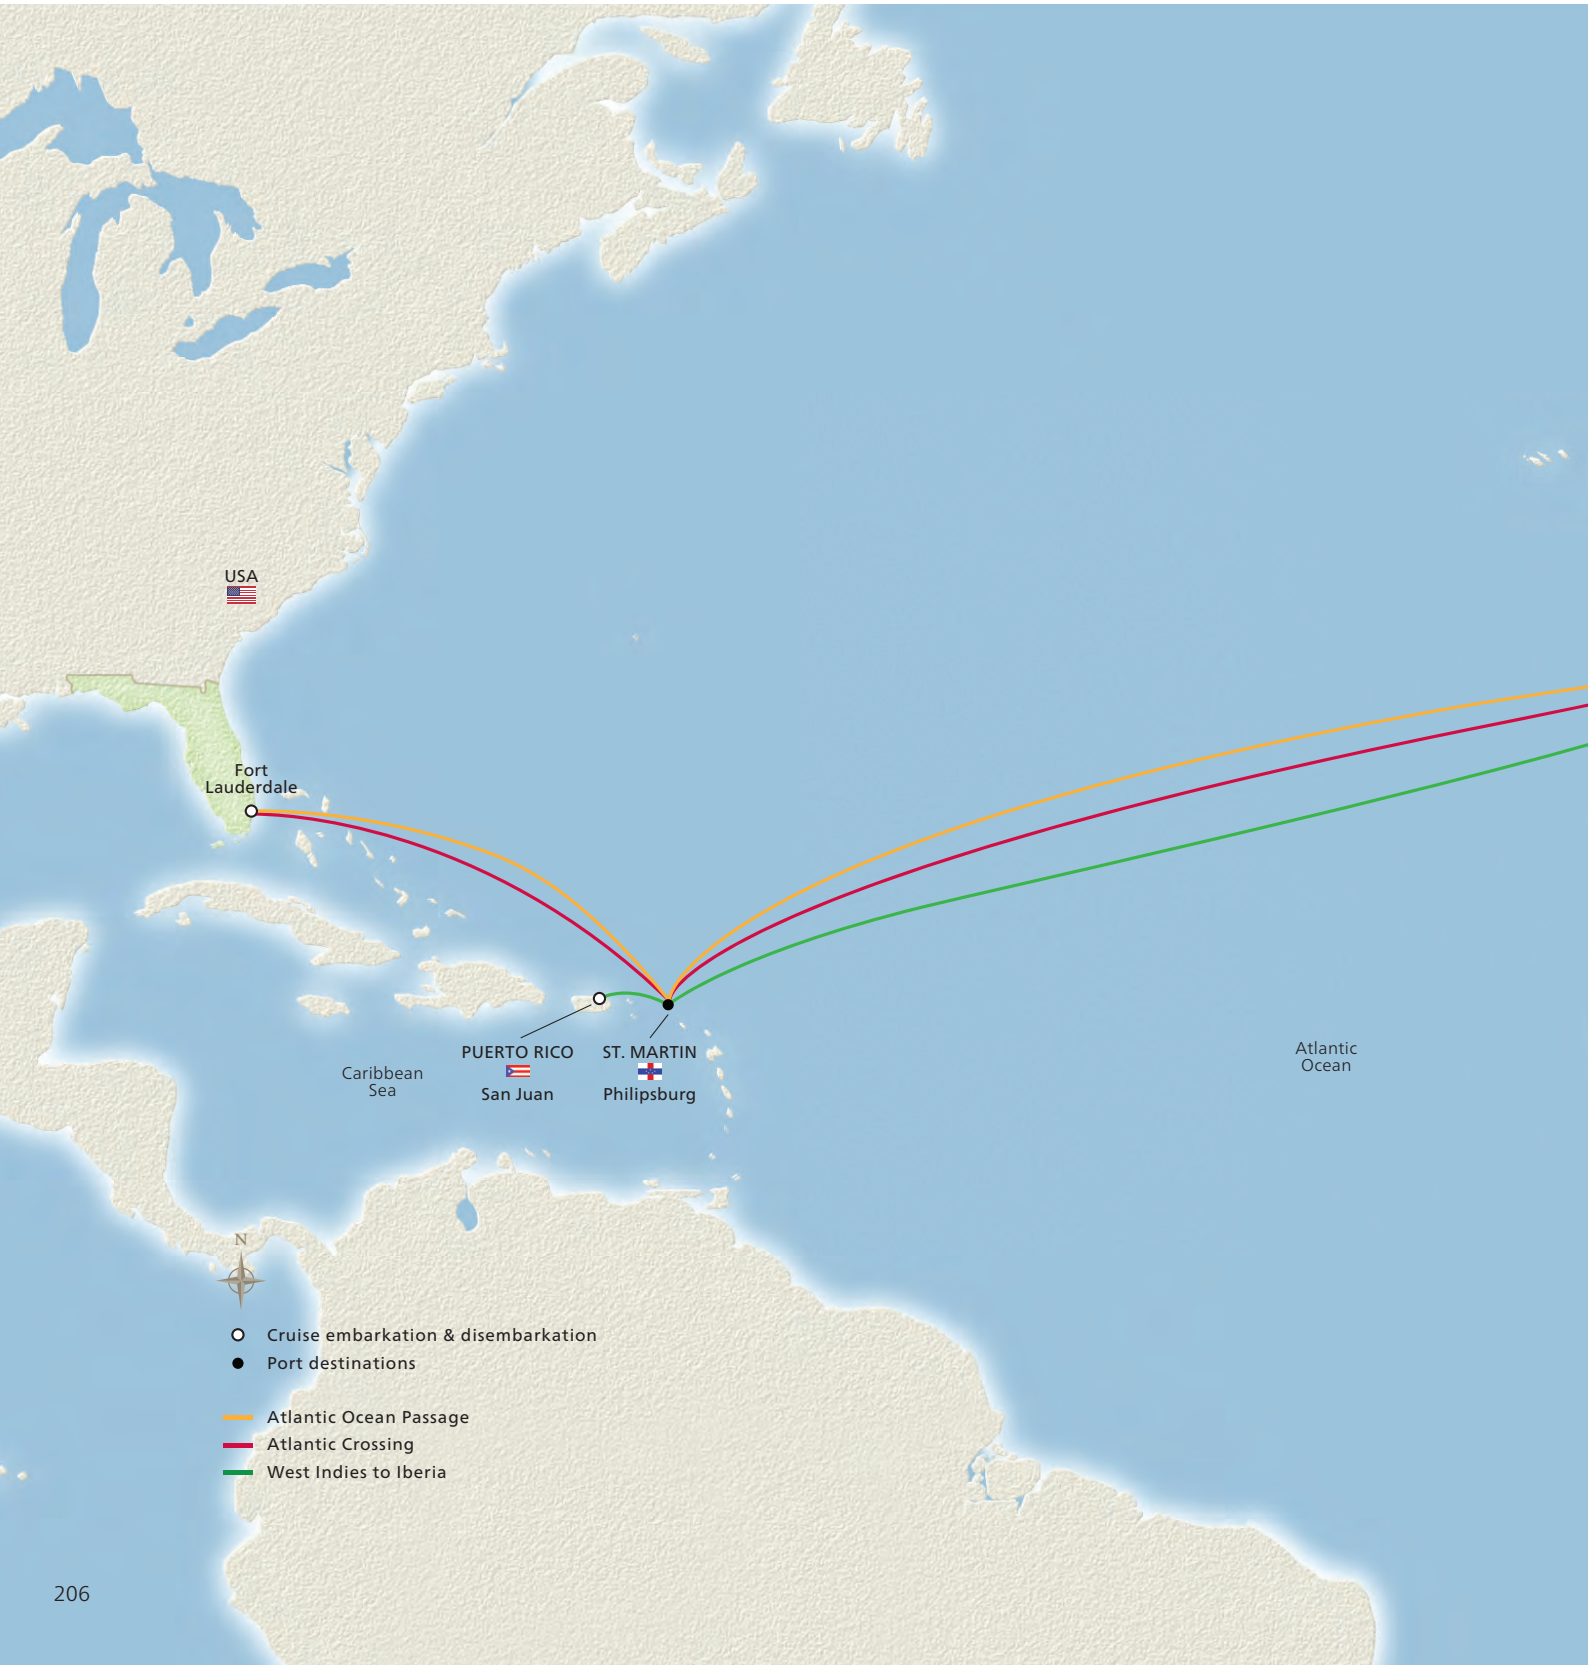 USA
Fort
Lauderdale
PUERTO RICO
San Juan
ST. MARTIN
Philipsburg
Caribbean
Sea
Atlantic
Ocean
N
Cruise embarkation & disembarkation
Port destinations
Atlantic Ocean Passage
Atlantic Crossing
West Indies to Iberia
206